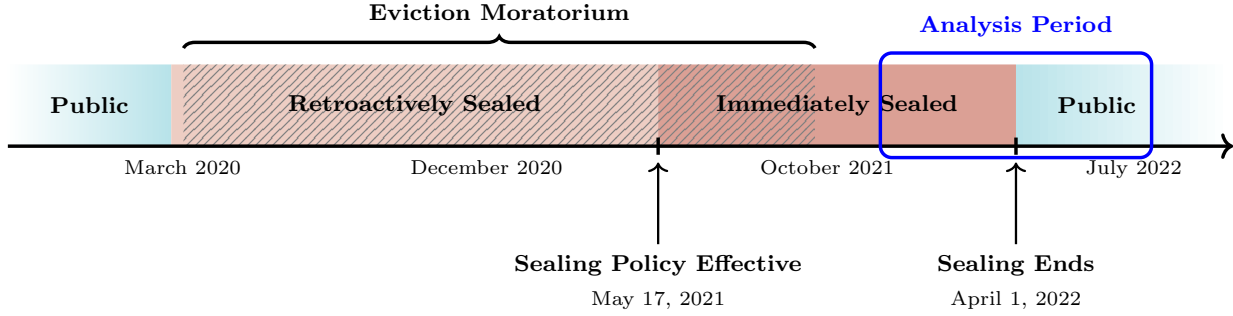 Eviction Moratorium
Analysis Period
Public
Retroactively Sealed
Immediately Sealed
Public
March 2020
December 2020
October 2021
July 2022
Sealing Policy Effective
May 17, 2021
Sealing Ends
April 1, 2022